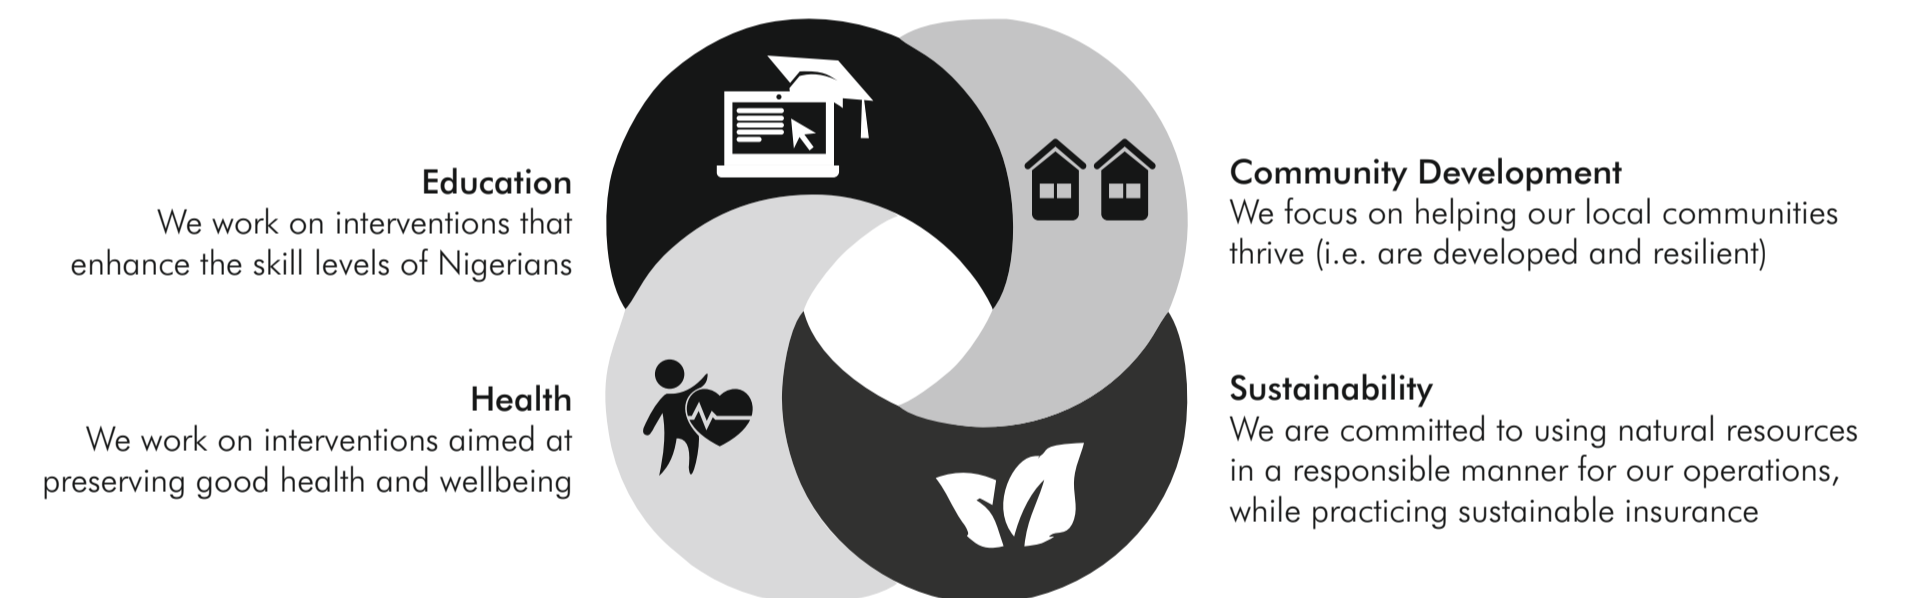 Education
We work on interventions that
enhance the skill levels of Nigerians
Health
We work on interventions aimed at
preserving good health and wellbeing
Community Development
We focus on helping our local communities
thrive (i.e. are developed and resilient)
Sustainability
We are committed to using natural resources
in a responsible manner for our operations,
while practicing sustainable insurance